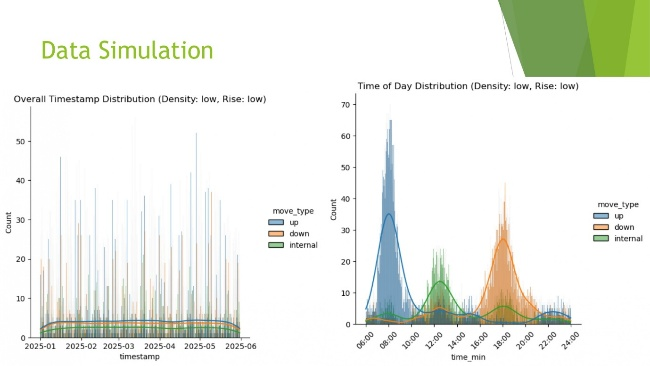 Data Simulation
Overall Timestamp Distribution (Density: low, Rise: low)
Count
50
40
30
20
10
0
2025-01 2025-02 2025-03 2025-04 2025-05 2025-06
timestamp
move_type
up
down
internal
Time of Day Distribution (Density: low, Rise: low)
Count
70
60
50
40
30
20
10
0
06:00 08:00 10:00 12:00 14:00 16:00 18:00 20:00 22:00 24:00
time_min
move_type
up
down
internal